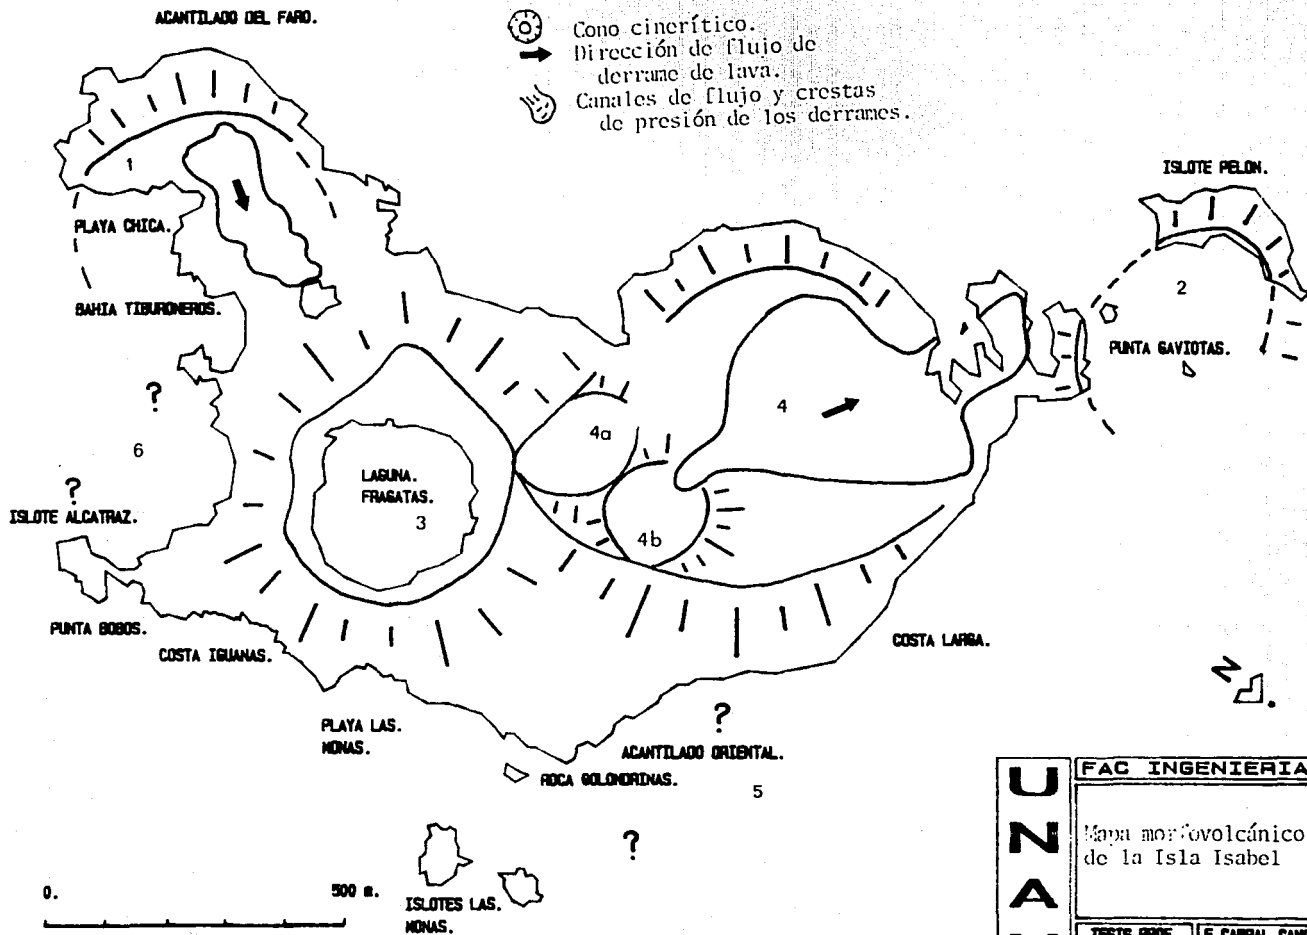 ACANTILADO DEL FARO.
Cono cinerítico.
Dirección de flujo de
derrame de lava.
Canales de flujo y crestas
de presión de los derrames.
ISLOTE PELON.
1
PLAYA CHICA.
2
BAHIA TIBURONEROS.
PUNTA GAVIOTAS.
?
4
4a
6
LAGUNA.
FRAGATAS.
?
3
ISLOTE ALCATRAZ.
4b
PUNTA BOBOS.
COSTA IGUANAS.
COSTA LARGA.
N
PLAYA LAS.
MONAS.
?
ACANTILADO ORIENTAL.
ROCA GOLONDRINAS.
5
?
0.
500 m.
ISLOTES LAS.
MONAS.
UNA
FAC INGENIERIA
Mapa morfovolcánico
de la Isla Isabel